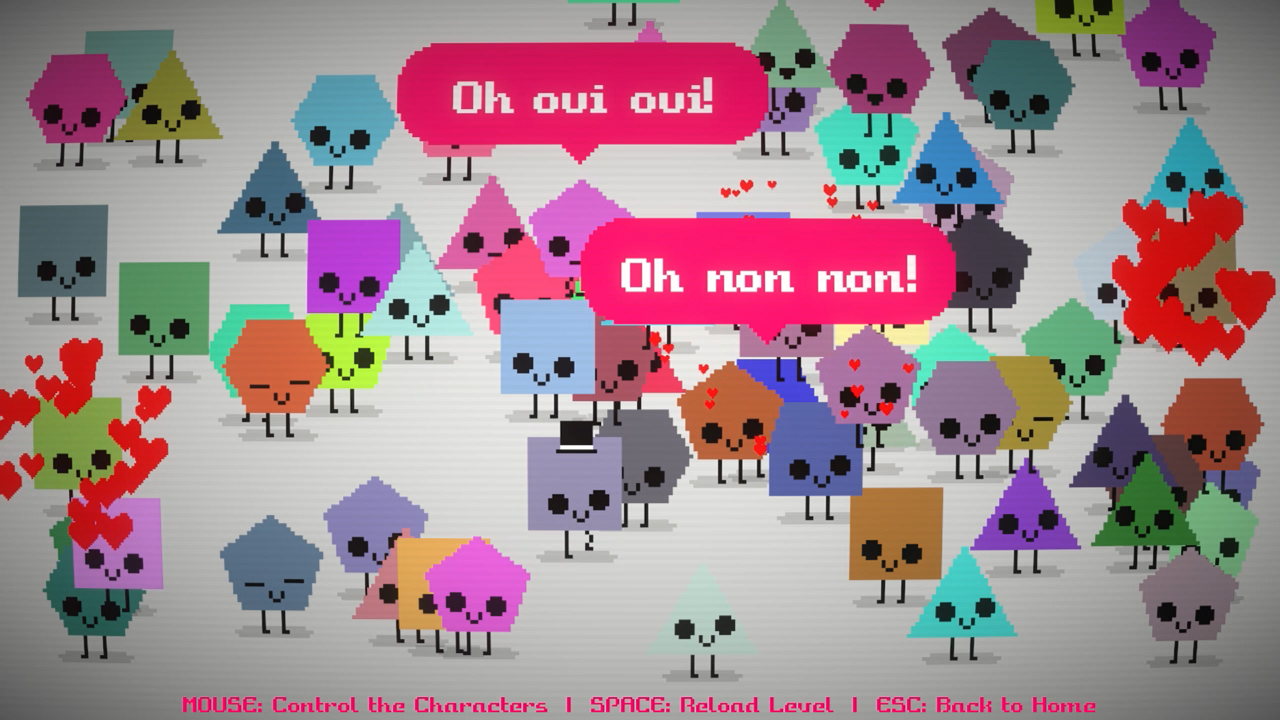 Oh oui oui!
Oh non non!
MOUSE: Control the Characters | SPACE: Reload Level | ESC: Back to Home